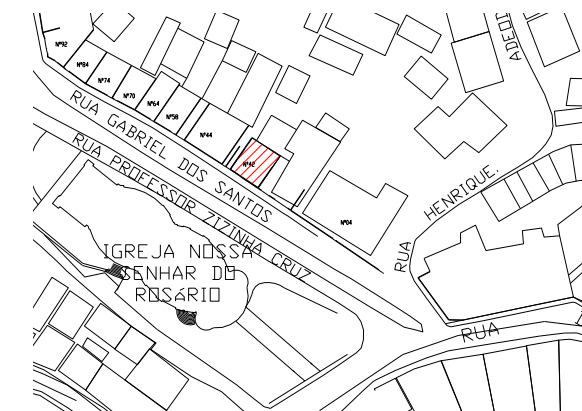 Nº92
Nº84
Nº74
Nº70
Nº64
Nº58
Nº44
Nº42
Nº04
RUA GABRIEL DOS SANTOS
RUA PROFESSOR ZIZINHA CRUZ
IGREJA NOSSA
SENHAR DO
ROSÁRIO
RUA HENRIQUE.
RUA